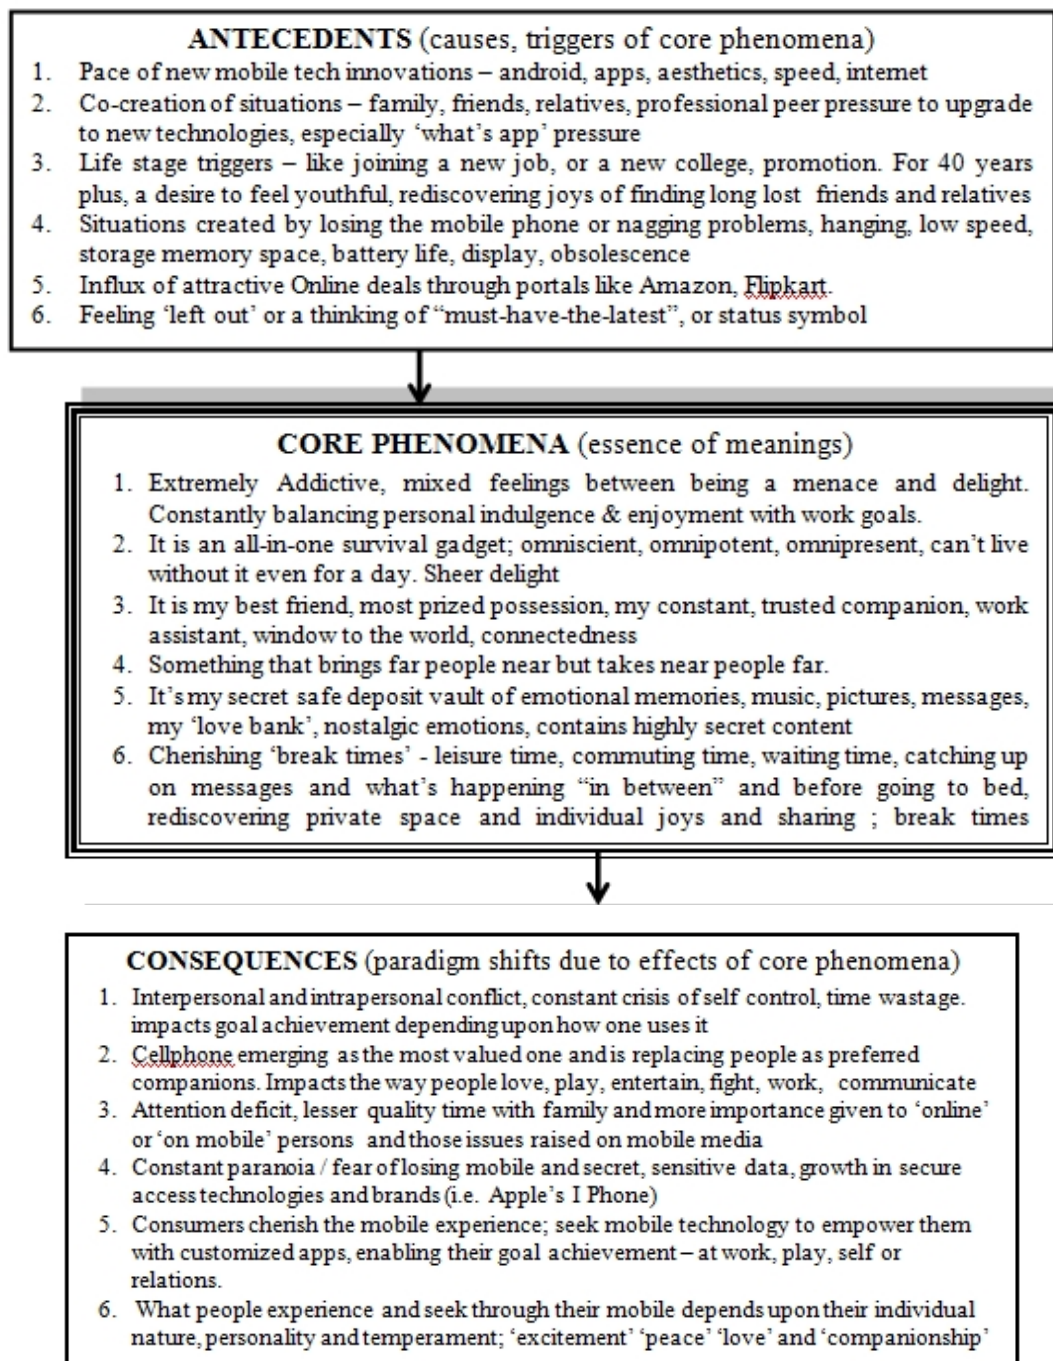 ANTECEDENTS (causes, triggers of core phenomena)
1. Pace of new mobile tech innovations – android, apps, aesthetics, speed, internet
2. Co-creation of situations – family, friends, relatives, professional peer pressure to upgrade
to new technologies, especially ‘what’s app’ pressure
3. Life stage triggers – like joining a new job, or a new college, promotion. For 40 years
plus, a desire to feel youthful, rediscovering joys of finding long lost friends and relatives
4. Situations created by losing the mobile phone or nagging problems, hanging, low speed,
storage memory space, battery life, display, obsolescence
5. Influx of attractive Online deals through portals like Amazon, Flipkart.
6. Feeling ‘left out’ or a thinking of “must-have-the-latest”, or status symbol
CORE PHENOMENA (essence of meanings)
1. Extremely Addictive, mixed feelings between being a menace and delight.
Constantly balancing personal indulgence & enjoyment with work goals.
2. It is an all-in-one survival gadget; omniscient, omnipotent, omnipresent, can’t live
without it even for a day. Sheer delight
3. It is my best friend, most prized possession, my constant, trusted companion, work
assistant, window to the world, connectedness
4. Something that brings far people near but takes near people far.
5. It’s my secret safe deposit vault of emotional memories, music, pictures, messages,
my ‘love bank’, nostalgic emotions, contains highly secret content
6. Cherishing ‘break times’ - leisure time, commuting time, waiting time, catching up
on messages and what’s happening “in between” and before going to bed,
rediscovering private space and individual joys and sharing ; break times
CONSEQUENCES (paradigm shifts due to effects of core phenomena)
1. Interpersonal and intrapersonal conflict, constant crisis of self control, time wastage.
impacts goal achievement depending upon how one uses it
2. Cellphone emerging as the most valued one and is replacing people as preferred
companions. Impacts the way people love, play, entertain, fight, work, communicate
3. Attention deficit, lesser quality time with family and more importance given to ‘online’
or ‘on mobile’ persons and those issues raised on mobile media
4. Constant paranoia / fear of losing mobile and secret, sensitive data, growth in secure
access technologies and brands (i.e. Apple’s I Phone)
5. Consumers cherish the mobile experience; seek mobile technology to empower them
with customized apps, enabling their goal achievement – at work, play, self or
relations.
6. What people experience and seek through their mobile depends upon their individual
nature, personality and temperament; ‘excitement’ ‘peace’ ‘love’ and ‘companionship’